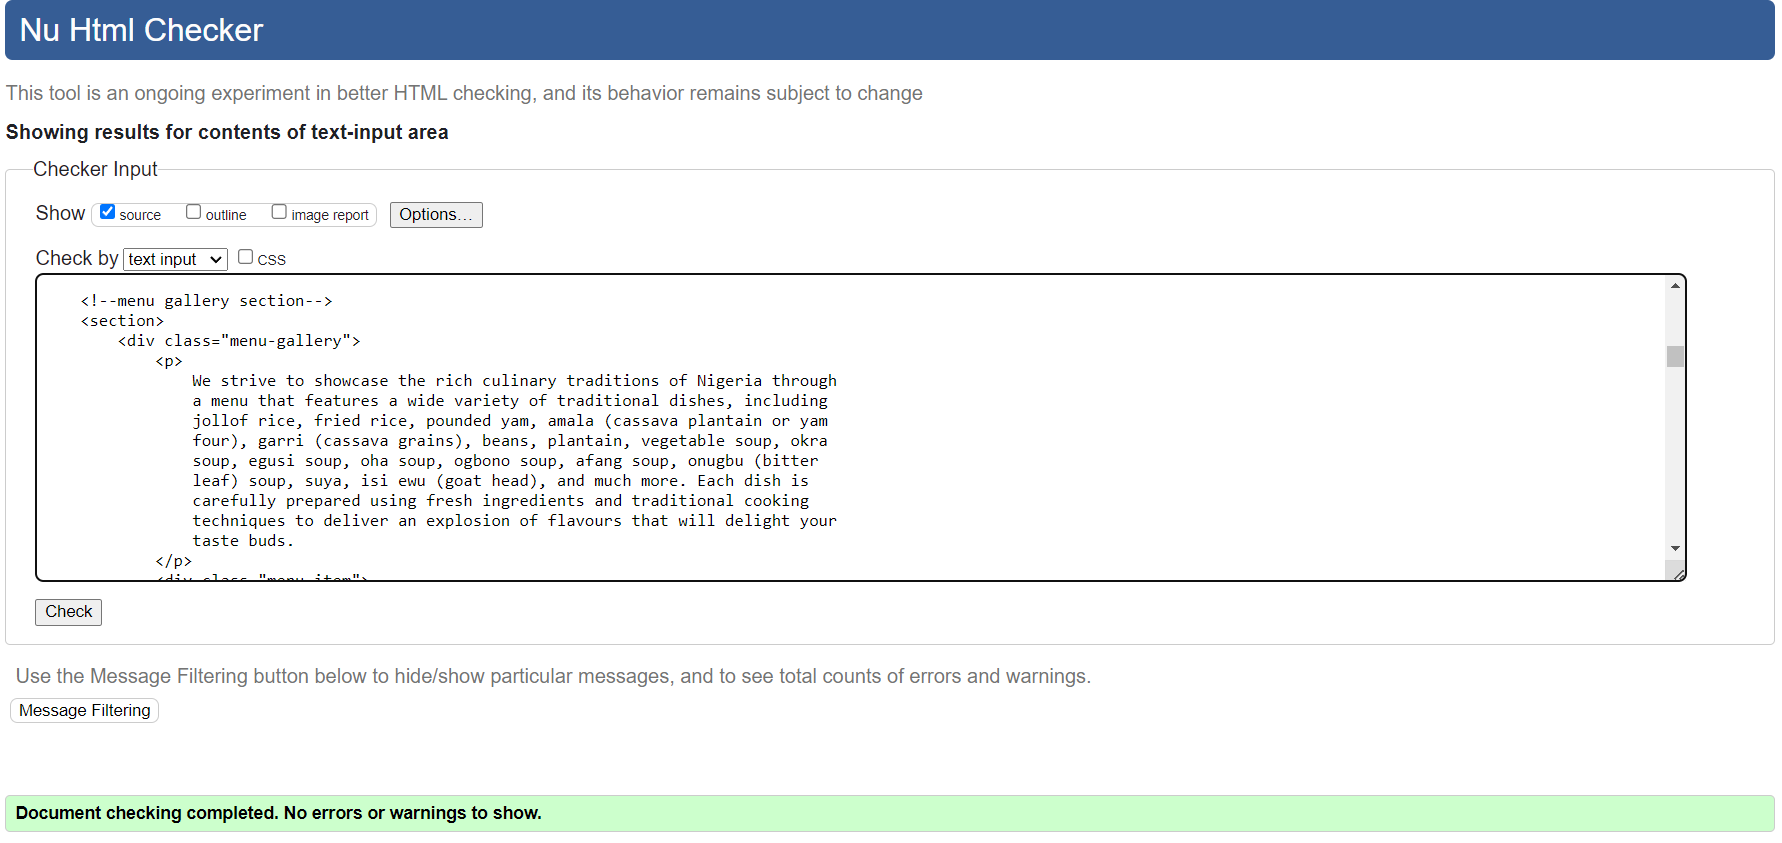 Nu Html Checker
This tool is an ongoing experiment in better HTML checking, and its behavior remains subject to change
Showing results for contents of text-input area
Checker Input
Show source outline image report Options...
Check by text input CSS
<!--menu gallery section-->
<section>
<div class="menu-gallery">
<p>
We strive to showcase the rich culinary traditions of Nigeria through
a menu that features a wide variety of traditional dishes, including
jollof rice, fried rice, pounded yam, amala (cassava plantain or yam
four), garri (cassava grains), beans, plantain, vegetable soup, okra
soup, egusi soup, oha soup, ogbono soup, afang soup, onugbu (bitter
leaf) soup, suya, isi ewu (goat head), and much more. Each dish is
carefully prepared using fresh ingredients and traditional cooking
techniques to deliver an explosion of flavours that will delight your
taste buds.
</p>
<div class="menu-item">
Check
Use the Message Filtering button below to hide/show particular messages, and to see total counts of errors and warnings.
Message Filtering
Document checking completed. No errors or warnings to show.